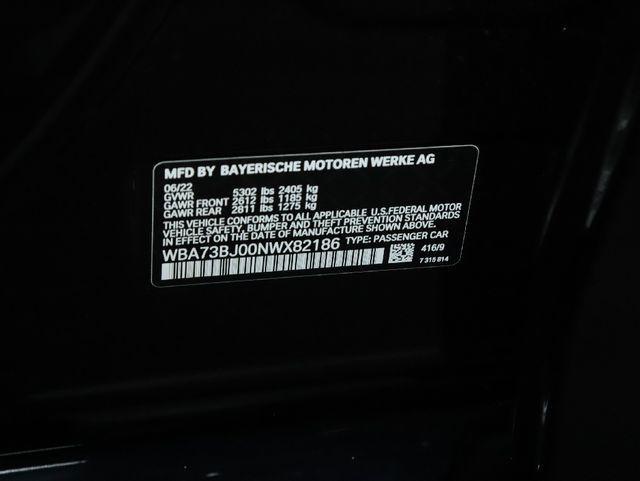 MFD BY BAYERISCHE MOTOREN WERKE AG
06/22
GVWR 5302 lbs 2405 kg
GAWR FRONT 2612 lbs 1185 kg
GAWR REAR 2811 lbs 1275 kg
THIS VEHICLE CONFORMS TO ALL APPLICABLE U.S.FEDERAL MOTOR
VEHICLE SAFETY, BUMPER AND THEFT PREVENTION STANDARDS
IN EFFECT ON THE DATE OF MANUFACTURE SHOWN ABOVE.
WBA73BJ00NWX82186 TYPE: PASSENGER CAR
416/9
7 315 814